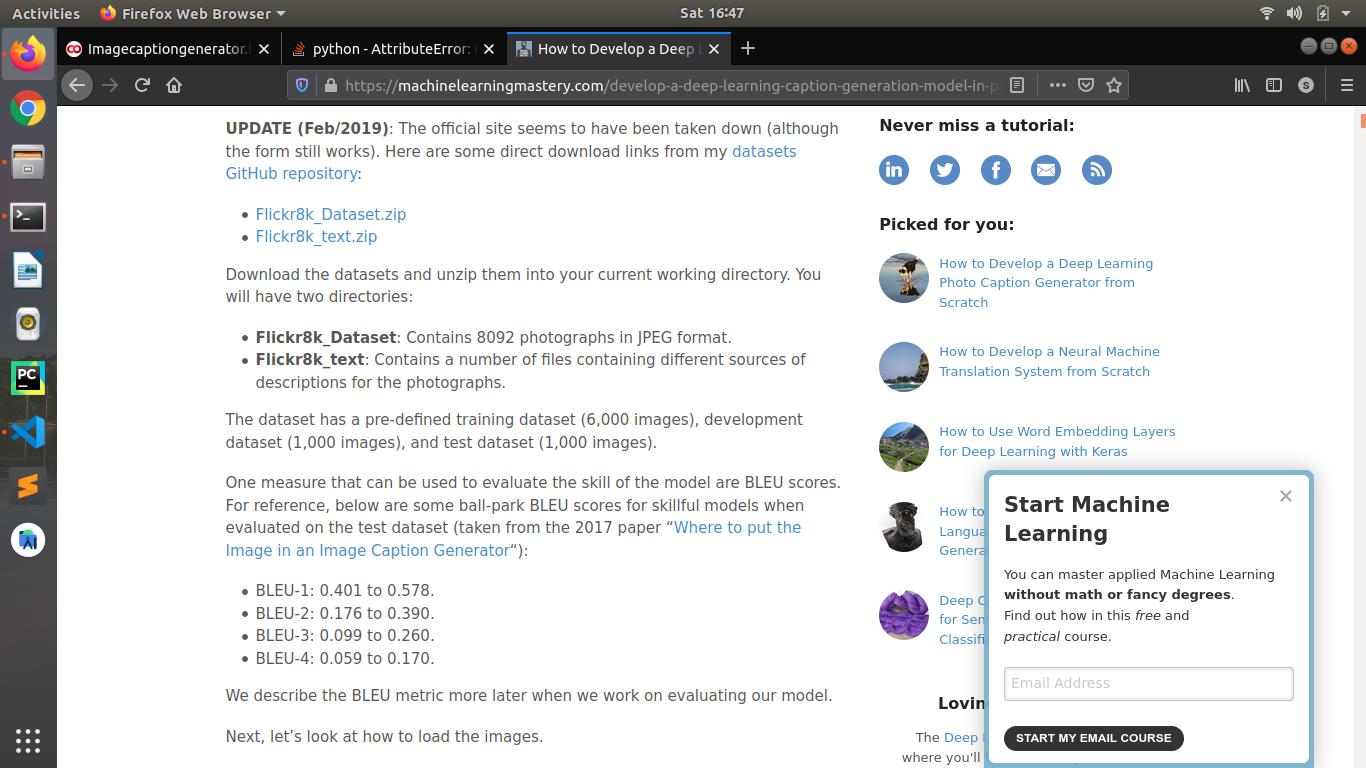 Activities
Firefox Web Browser
Sat 16:47
Imagecaptiongenerator.i
python - AttributeError:
How to Develop a Deep L
https://machinelearningmastery.com/develop-a-deep-learning-caption-generation-model-in-p
S
UPDATE (Feb/2019): The official site seems to have been taken down (although
the form still works). Here are some direct download links from my datasets
GitHub repository:
Flickr8k_Dataset.zip
Flickr8k_text.zip
Download the datasets and unzip them into your current working directory. You
will have two directories:
Flickr8k_Dataset: Contains 8092 photographs in JPEG format.
Flickr8k_text: Contains a number of files containing different sources of
descriptions for the photographs.
The dataset has a pre-defined training dataset (6,000 images), development
dataset (1,000 images), and test dataset (1,000 images).
One measure that can be used to evaluate the skill of the model are BLEU scores.
For reference, below are some ball-park BLEU scores for skillful models when
evaluated on the test dataset (taken from the 2017 paper “Where to put the
Image in an Image Caption Generator“):
BLEU-1: 0.401 to 0.578.
BLEU-2: 0.176 to 0.390.
BLEU-3: 0.099 to 0.260.
BLEU-4: 0.059 to 0.170.
We describe the BLEU metric more later when we work on evaluating our model.
Next, let’s look at how to load the images.
Never miss a tutorial:
Picked for you:
How to Develop a Deep Learning
Photo Caption Generator from
Scratch
How to Develop a Neural Machine
Translation System from Scratch
How to Use Word Embedding Layers
for Deep Learning with Keras
How to
Langua
Genera
Deep C
for Sen
Classifi
Lovin
The Deep
where you'll
Start Machine
Learning
You can master applied Machine Learning
without math or fancy degrees.
Find out how in this free and
practical course.
Email Address
START MY EMAIL COURSE
PC